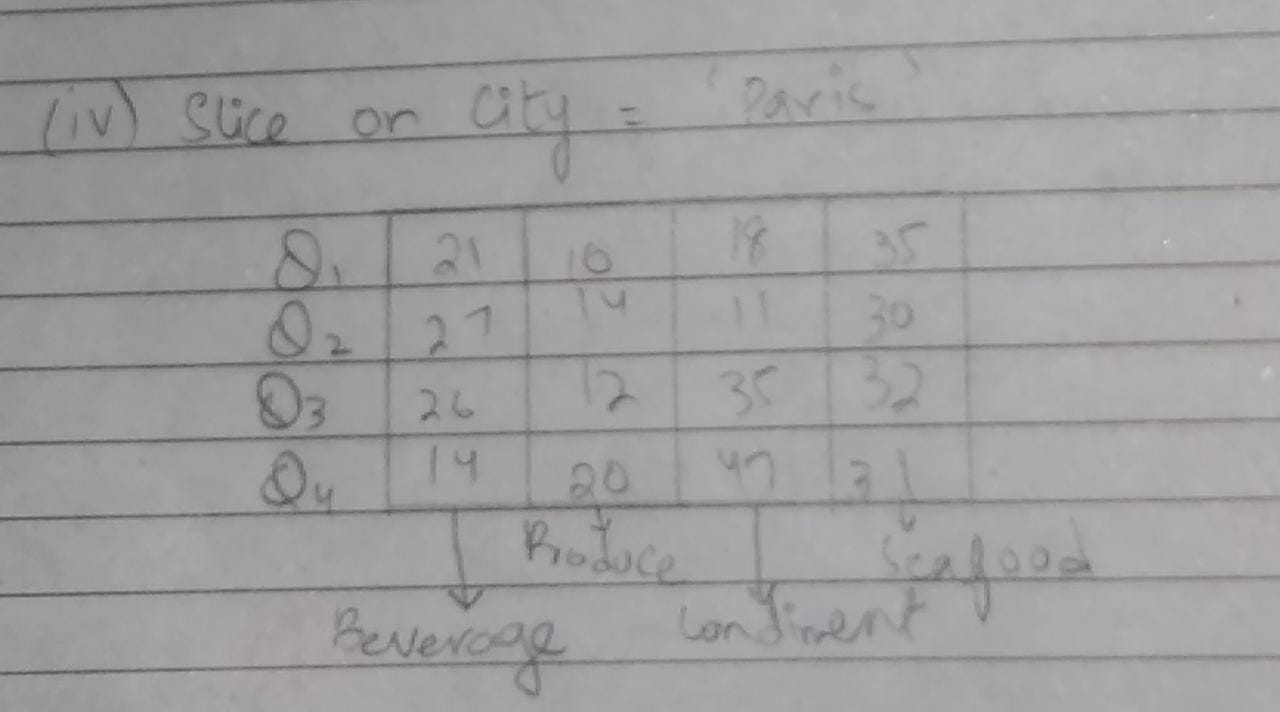 (iv) Slice on City = 'Paris'
Q1 21 10 18 35
Q2 27 14 11 30
Q3 26 12 35 32
Q4 14 20 47 31
Produce Seafood
Beverage Condiment